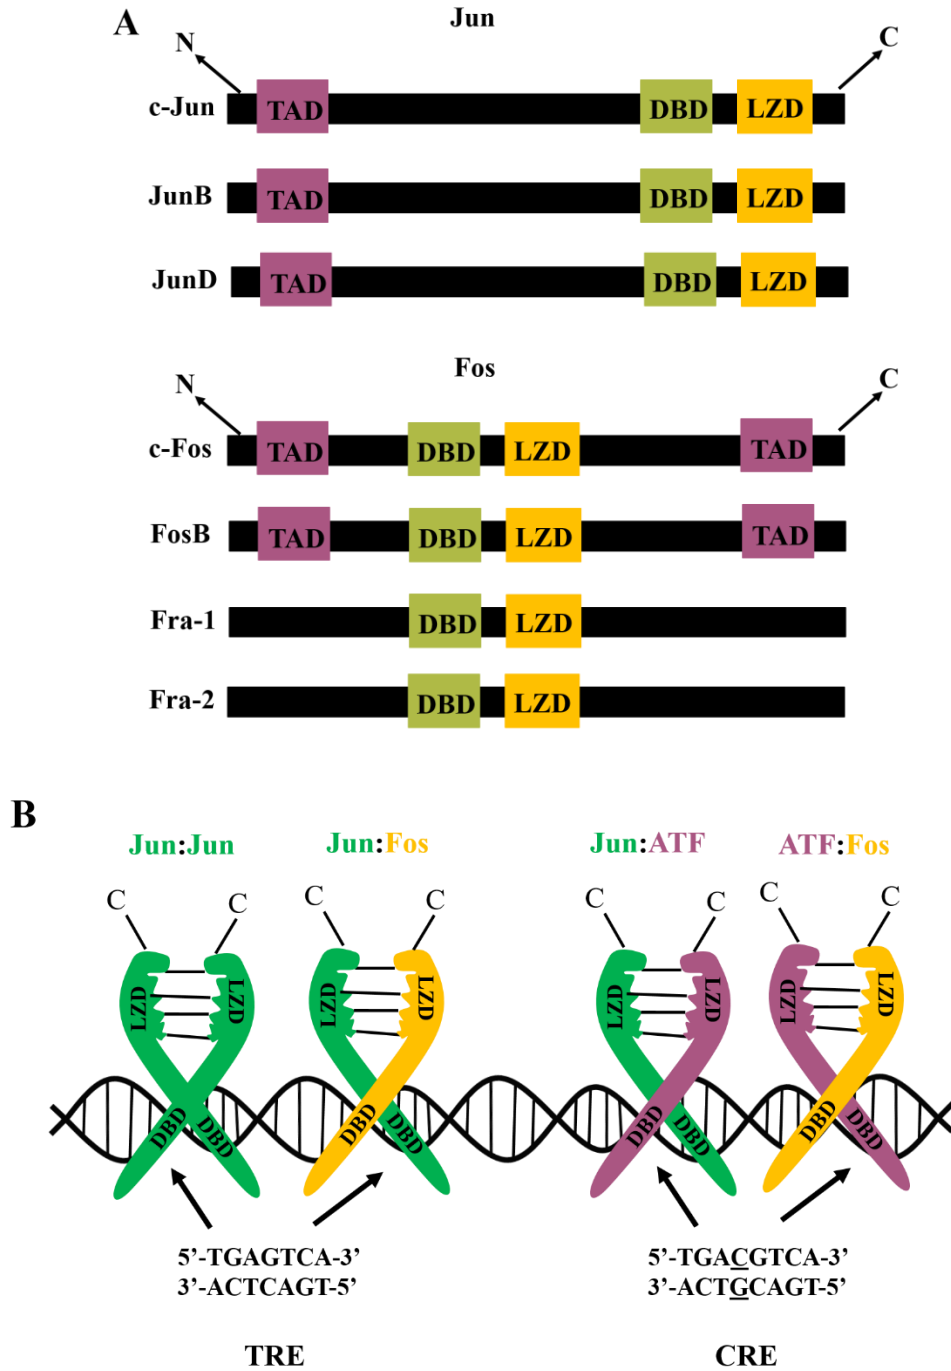 A
Jun
N
C
c-Jun TAD DBD LZD
JunB TAD DBD LZD
JunD TAD DBD LZD
Fos
N
C
c-Fos TAD DBD LZD TAD
FosB TAD DBD LZD TAD
Fra-1 DBD LZD
Fra-2 DBD LZD
B
Jun:Jun Jun:Fos Jun:ATF ATF:Fos
C C C C C C C C
LZD LZD LZD LZD LZD LZD LZD LZD
DBD DBD DBD DBD DBD DBD DBD DBD
5’-TGAGTCA-3’
3’-ACTCAGT-5’
TRE
5’-TGACGTCA-3’
3’-ACTGCAGT-5’
CRE